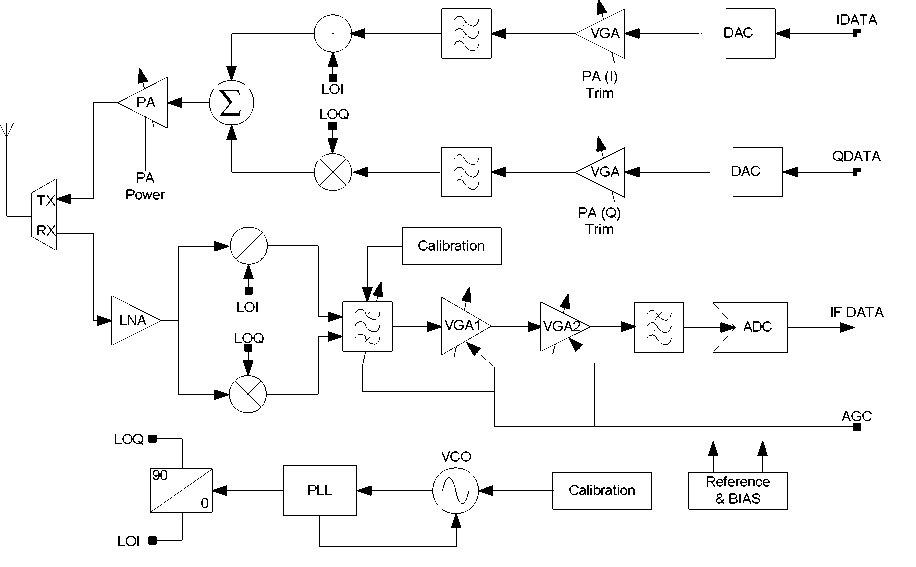 IDATA
DAC
VGA
PA (I)
Trim
LOI
LOQ
PA
Σ
PA
Power
QDATA
DAC
VGA
PA (Q)
Trim
TX
RX
Calibration
LOI
LNA
LOQ
VGA1
VGA2
ADC
IF DATA
AGC
LOQ
90
0
LOI
PLL
VCO
Calibration
Reference
& BIAS